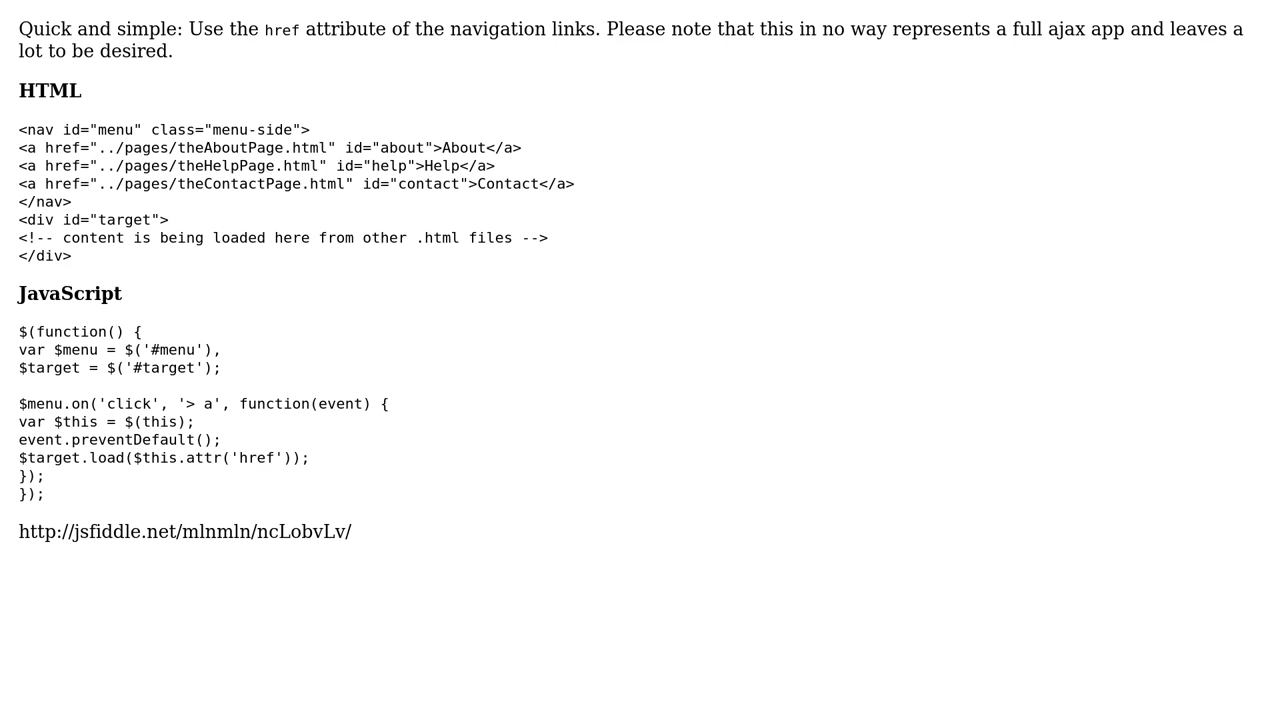 Quick and simple: Use the href attribute of the navigation links. Please note that this in no way represents a full ajax app and leaves a
lot to be desired.
HTML
<nav id="menu" class="menu-side">
<a href="../pages/theAboutPage.html" id="about">About</a>
<a href="../pages/theHelpPage.html" id="help">Help</a>
<a href="../pages/theContactPage.html" id="contact">Contact</a>
</nav>
<div id="target">
<!-- content is being loaded here from other .html files -->
</div>
JavaScript
$(function() {
var $menu = $('#menu'),
$target = $('#target');
$menu.on('click', '> a', function(event) {
var $this = $(this);
event.preventDefault();
$target.load($this.attr('href'));
});
});
http://jsfiddle.net/mlnmln/ncLobvLv/